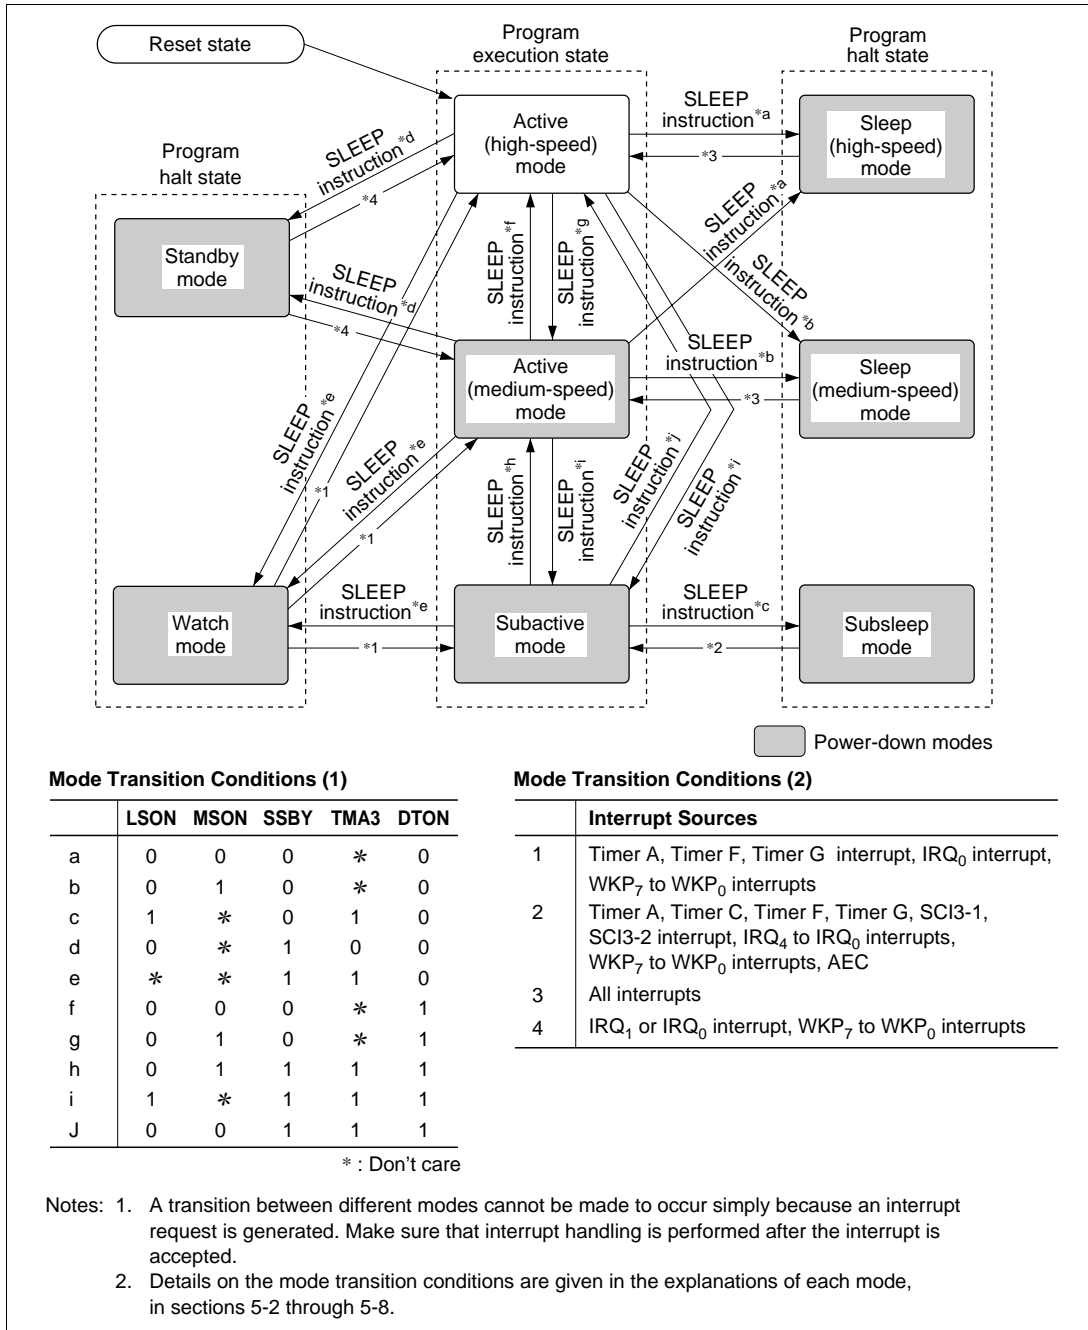 Reset state
Program
execution state
Program
halt state
Program
halt state
Active
(high-speed)
mode
SLEEP
instruction*a
*3
Sleep
(high-speed)
mode
SLEEP
instruction*d
*4
Standby
mode
SLEEP
instruction*d
*4
SLEEP
instruction*f
SLEEP
instruction*g
SLEEP
instruction*a
SLEEP
instruction*b
Active
(medium-speed)
mode
SLEEP
instruction*b
*3
Sleep
(medium-speed)
mode
SLEEP
instruction*e
*1
SLEEP
instruction*e
*1
SLEEP
instruction*h
SLEEP
instruction*i
SLEEP
instruction*j
SLEEP
instruction*i
Watch
mode
SLEEP
instruction*e
*1
Subactive
mode
SLEEP
instruction*c
*2
Subsleep
mode
Power-down modes
Mode Transition Conditions (1)
LSON MSON SSBY TMA3 DTON
a 0 0 0 * 0
b 0 1 0 * 0
c 1 * 0 1 0
d 0 * 1 0 0
e * * 1 1 0
f 0 0 0 * 1
g 0 1 0 * 1
h 0 1 1 1 1
i 1 * 1 1 1
J 0 0 1 1 1
* : Don't care
Mode Transition Conditions (2)
Interrupt Sources
1 Timer A, Timer F, Timer G interrupt, IRQ0 interrupt,
WKP7 to WKP0 interrupts
2 Timer A, Timer C, Timer F, Timer G, SCI3-1,
SCI3-2 interrupt, IRQ4 to IRQ0 interrupts,
WKP7 to WKP0 interrupts, AEC
3 All interrupts
4 IRQ1 or IRQ0 interrupt, WKP7 to WKP0 interrupts
Notes: 1. A transition between different modes cannot be made to occur simply because an interrupt
request is generated. Make sure that interrupt handling is performed after the interrupt is
accepted.
2. Details on the mode transition conditions are given in the explanations of each mode,
in sections 5-2 through 5-8.